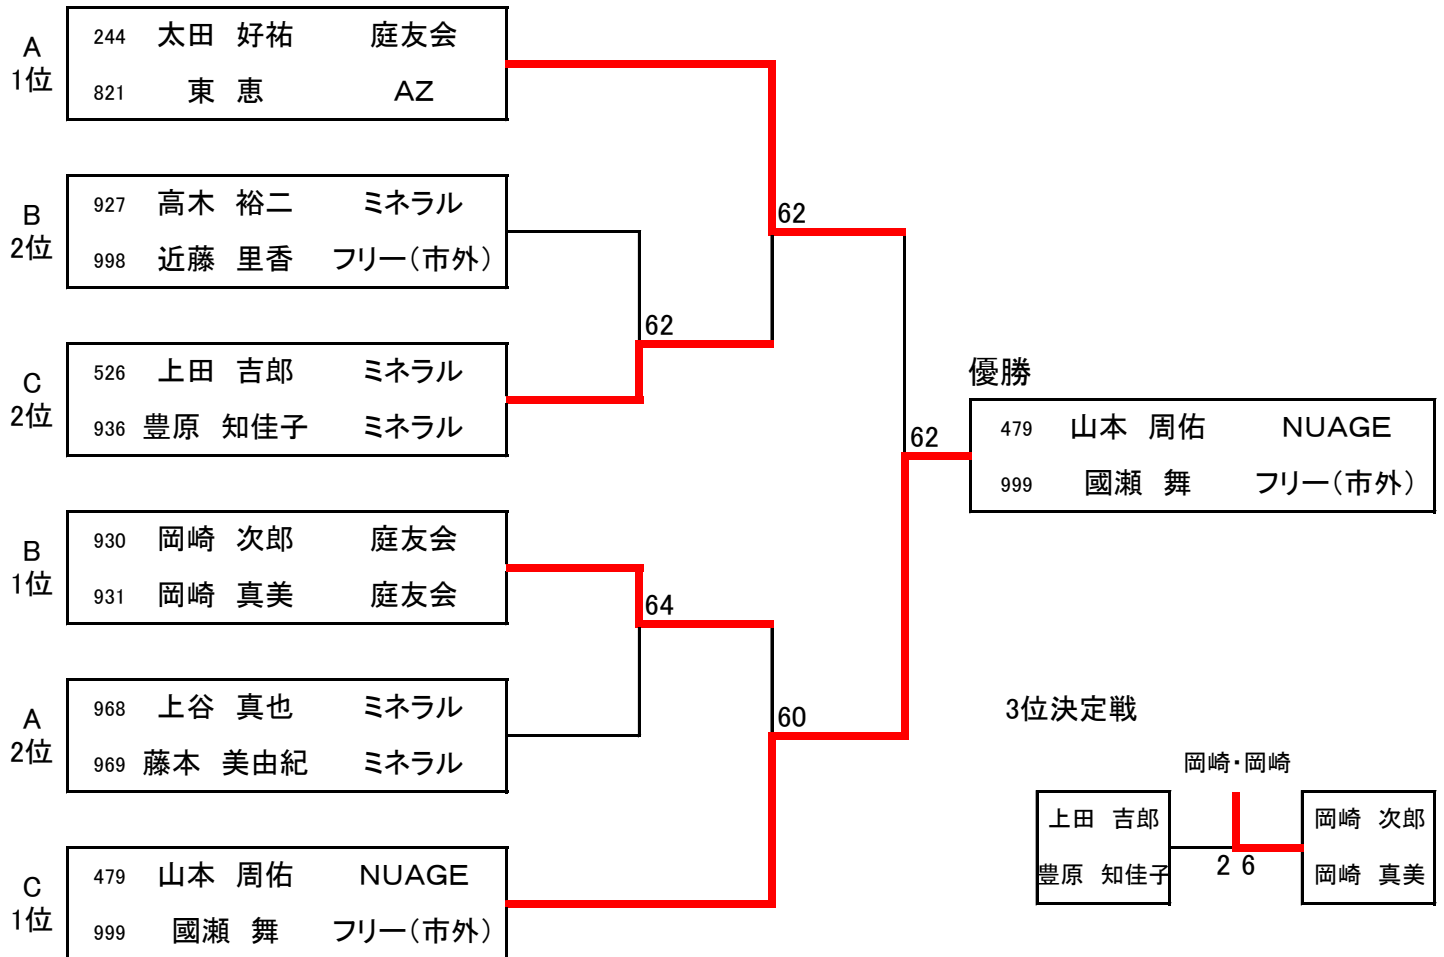 A
1位
244 太田 好祐 庭友会
821 東 恵 AZ
B
2位
927 高木 裕二 ミネラル
998 近藤 里香 フリー(市外)
62
C
2位
526 上田 吉郎 ミネラル
936 豊原 知佳子 ミネラル
62
B
1位
930 岡崎 次郎 庭友会
931 岡崎 真美 庭友会
64
A
2位
968 上谷 真也 ミネラル
969 藤本 美由紀 ミネラル
60
C
1位
479 山本 周佑 NUAGE
999 國瀬 舞 フリー(市外)
優勝
62
479 山本 周佑 NUAGE
999 國瀬 舞 フリー(市外)
3位決定戦
岡崎・岡崎
上田 吉郎
豊原 知佳子
2 6
岡崎 次郎
岡崎 真美